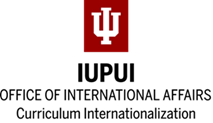 IUPUI
OFFICE OF INTERNATIONAL AFFAIRS
Curriculum Internationalization